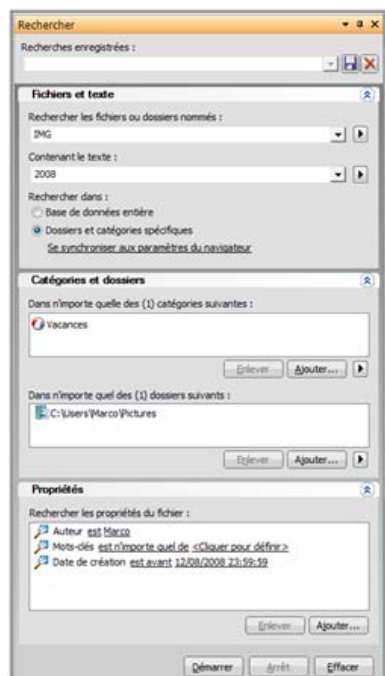 Rechercher
Recherches enregistrées :
Fichiers et texte
Rechercher les fichiers ou dossiers nommés :
IMG
Contenant le texte :
2008
Rechercher dans :
Base de données entière
Dossiers et catégories spécifiques
Se synchroniser aux paramètres du navigateur
Catégories et dossiers
Dans n'importe quelle des (1) catégories suivantes :
Vacances
Enlever Ajouter...
Dans n'importe quel des (1) dossiers suivants :
C:\Users\Marco\Pictures
Enlever Ajouter...
Propriétés
Rechercher les propriétés du fichier :
Auteur est Marco
Mots-clés est n'importe quel de <Cliquer pour définir>
Date de création est avant 12/08/2008 23:59:59
Enlever Ajouter...
Démarrer Arrêt Effacer